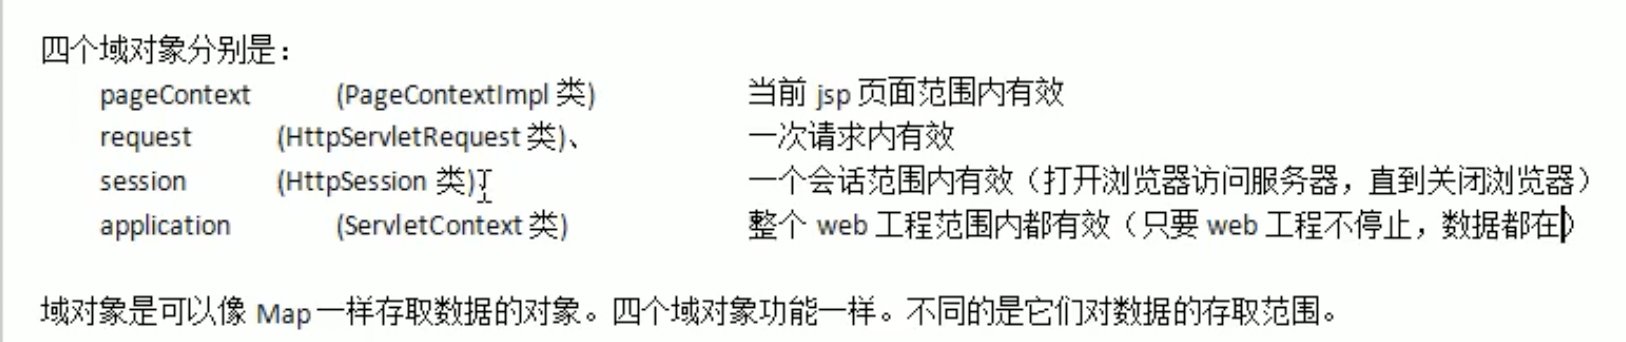 四个域对象分别是：
pageContext (PageContextImpl 类) 当前 jsp 页面范围内有效
request (HttpServletRequest 类)、 一次请求内有效
session (HttpSession 类) 一个会话范围内有效（打开浏览器访问服务器，直到关闭浏览器）
application (ServletContext 类) 整个 web 工程范围内都有效（只要 web 工程不停止，数据都在）
域对象是可以像 Map 一样存取数据的对象。四个域对象功能一样。不同的是它们对数据的存取范围。